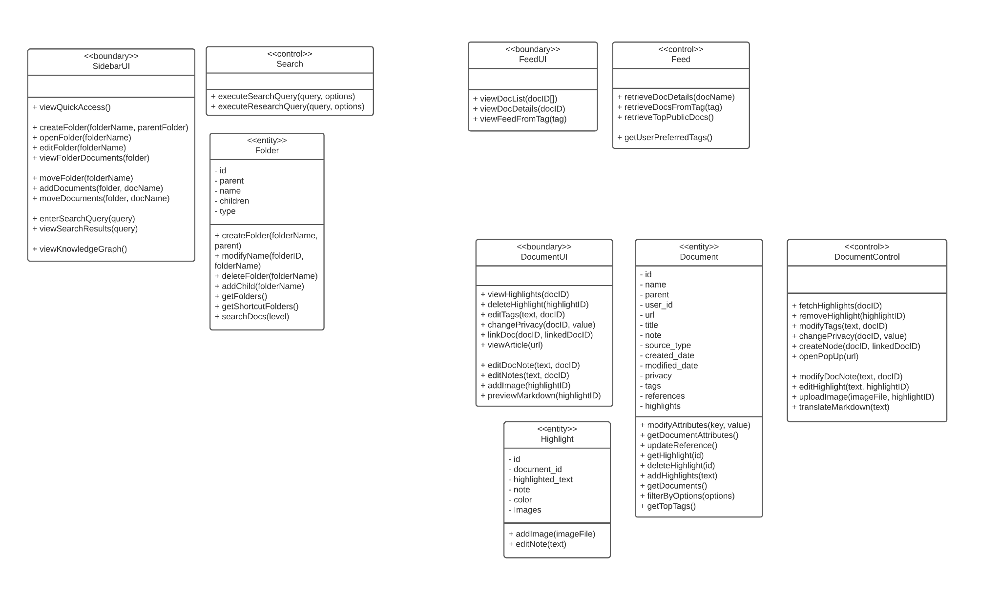 <<boundary>>
SidebarUI
+ viewQuickAccess()
+ createFolder(folderName, parentFolder)
+ openFolder(folderName)
+ editFolder(folderName)
+ viewFolderDocuments(folder)
+ moveFolder(folderName)
+ addDocuments(folder, docName)
+ moveDocuments(folder, docName)
+ enterSearchQuery(query)
+ viewSearchResults(query)
+ viewKnowledgeGraph()
<<control>>
Search
+ executeSearchQuery(query, options)
+ executeResearchQuery(query, options)
<<entity>>
Folder
- id
- parent
- name
- children
- type
+ createFolder(folderName,
parent)
+ modifyName(folderID,
folderName)
+ deleteFolder(folderName)
+ addChild(folderName)
+ getFolders()
+ getShortcutFolders()
+ searchDocs(level)
<<boundary>>
FeedUI
+ viewDocList(docID[])
+ viewDocDetails(docID)
+ viewFeedFromTag(tag)
<<control>>
Feed
+ retrieveDocDetails(docName)
+ retrieveDocsFromTag(tag)
+ retrieveTopPublicDocs()
+ getUserPreferredTags()
<<boundary>>
DocumentUI
+ viewHighlights(docID)
+ deleteHighlight(highlightID)
+ editTags(text, docID)
+ changePrivacy(docID, value)
+ linkDoc(docID, linkedDocID)
+ viewArticle(url)
+ editDocNote(text, docID)
+ editNotes(text, docID)
+ addImage(highlightID)
+ previewMarkdown(highlightID)
<<entity>>
Document
- id
- name
- parent
- user_id
- url
- title
- note
- source_type
- created_date
- modified_date
- privacy
- tags
- references
- highlights
+ modifyAttributes(key, value)
+ getDocumentAttributes()
+ updateReference()
+ getHighlight(id)
+ deleteHighlight(id)
+ addHighlights(text)
+ getDocuments()
+ filterByOptions(options)
+ getTopTags()
<<control>>
DocumentControl
+ fetchHighlights(docID)
+ removeHighlight(highlightID)
+ modifyTags(text, docID)
+ changePrivacy(docID, value)
+ createNode(docID, linkedDocID)
+ openPopUp(url)
+ modifyDocNote(text, docID)
+ editHighlight(text, highlightID)
+ uploadImage(imageFile, highlightID)
+ translateMarkdown(text)
<<entity>>
Highlight
- id
- document_id
- highlighted_text
- note
- color
- Images
+ addImage(imageFile)
+ editNote(text)